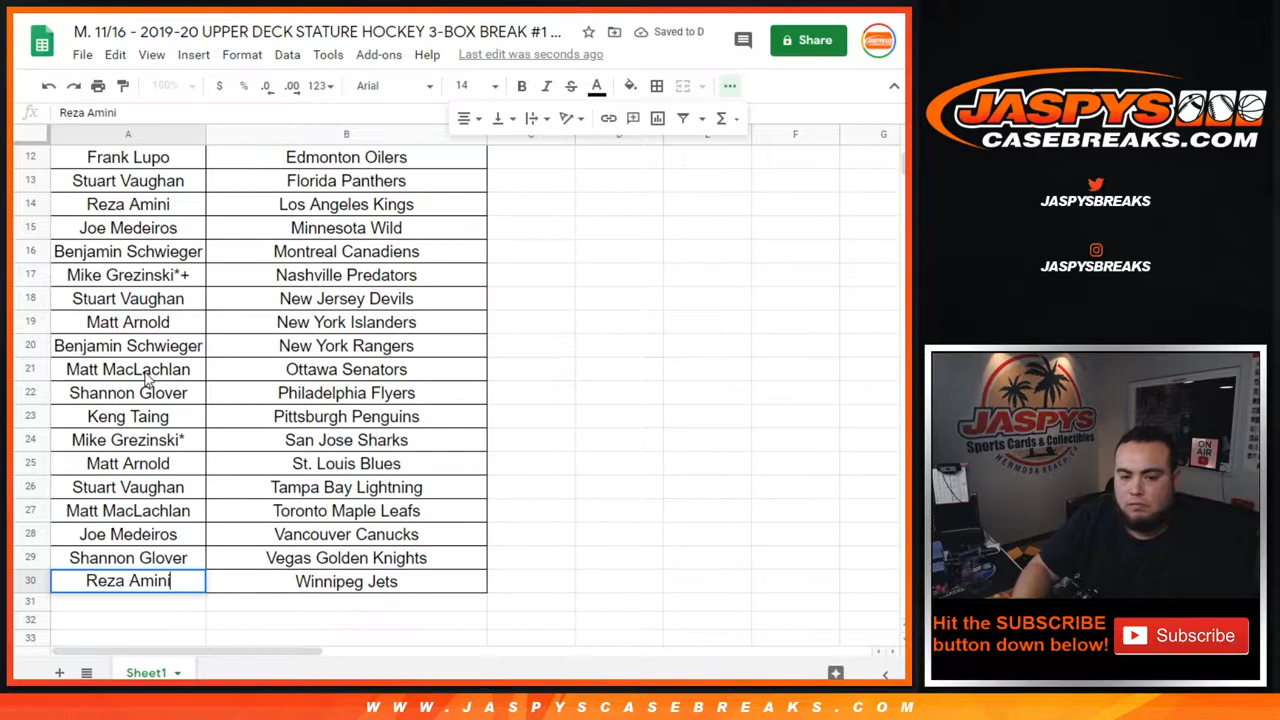 M. 11/16 - 2019-20 UPPER DECK STATURE HOCKEY 3-BOX BREAK #1 ...
Saved to D
Share
File Edit View Insert Format Data Tools Add-ons Help Last edit was seconds ago
100% $ % .0 .00 123 Arial 14 B I S A
fx Reza Amini
A B C D E F G
12 Frank Lupo Edmonton Oilers
13 Stuart Vaughan Florida Panthers
14 Reza Amini Los Angeles Kings
15 Joe Medeiros Minnesota Wild
16 Benjamin Schwieger Montreal Canadiens
17 Mike Grezinski*+ Nashville Predators
18 Stuart Vaughan New Jersey Devils
19 Matt Arnold New York Islanders
20 Benjamin Schwieger New York Rangers
21 Matt MacLachlan Ottawa Senators
22 Shannon Glover Philadelphia Flyers
23 Keng Taing Pittsburgh Penguins
24 Mike Grezinski* San Jose Sharks
25 Matt Arnold St. Louis Blues
26 Stuart Vaughan Tampa Bay Lightning
27 Matt MacLachlan Toronto Maple Leafs
28 Joe Medeiros Vancouver Canucks
29 Shannon Glover Vegas Golden Knights
30 Reza Amini Winnipeg Jets
31
32
33
Sheet1
JASPYS
CASEBREAKS.COM
JASPYSBREAKS
JASPYSBREAKS
JASPYS
Sports Cards & Collectibles
HERMOSA BEACH
ON
AIR
Hit the SUBSCRIBE
button down below!
Subscribe
WWW.JASPYSCASEBREAKS.COM